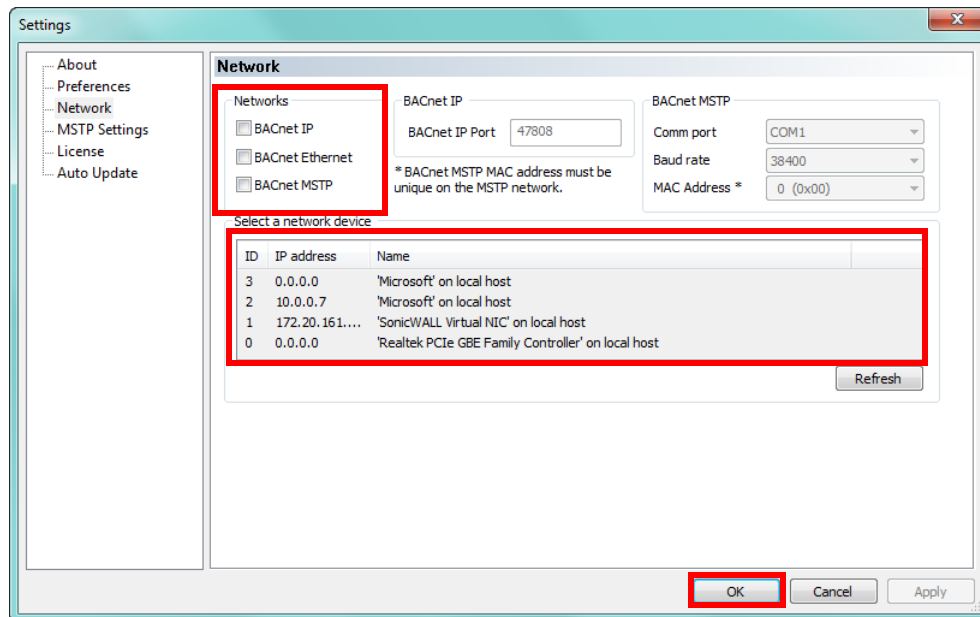 Settings
About
Preferences
Network
MSTP Settings
License
Auto Update
Network
Networks
BACnet IP
BACnet Ethernet
BACnet MSTP
BACnet IP
BACnet IP Port 47808
* BACnet MSTP MAC address must be
unique on the MSTP network.
BACnet MSTP
Comm port COM1
Baud rate 38400
MAC Address * 0 (0x00)
Select a network device
ID IP address Name
3 0.0.0.0 'Microsoft' on local host
2 10.0.0.7 'Microsoft' on local host
1 172.20.161.... 'SonicWALL Virtual NIC' on local host
0 0.0.0.0 'Realtek PCIe GBE Family Controller' on local host
Refresh
OK Cancel Apply